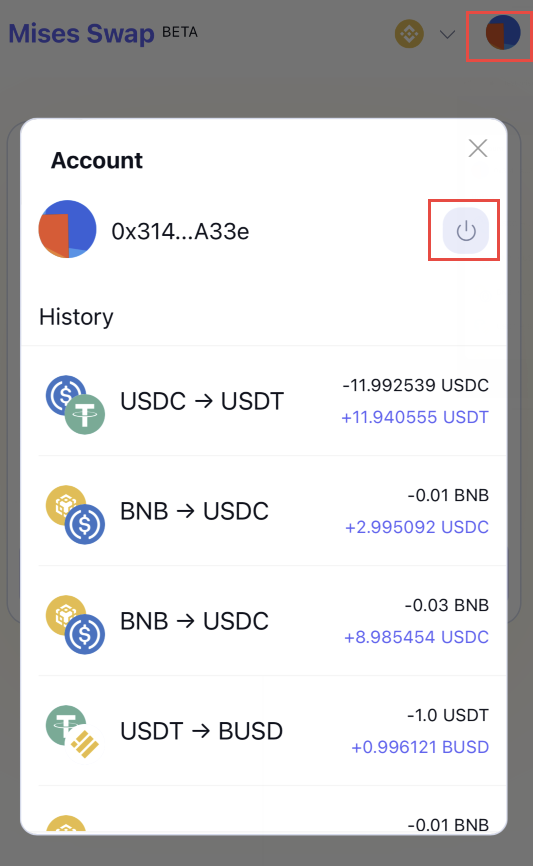 Mises Swap BETA
Account
0x314...A33e
History
USDC → USDT
-11.992539 USDC
+11.940555 USDT
BNB → USDC
-0.01 BNB
+2.995092 USDC
BNB → USDC
-0.03 BNB
+8.985454 USDC
USDT → BUSD
-1.0 USDT
+0.996121 BUSD
-0.01 BNB